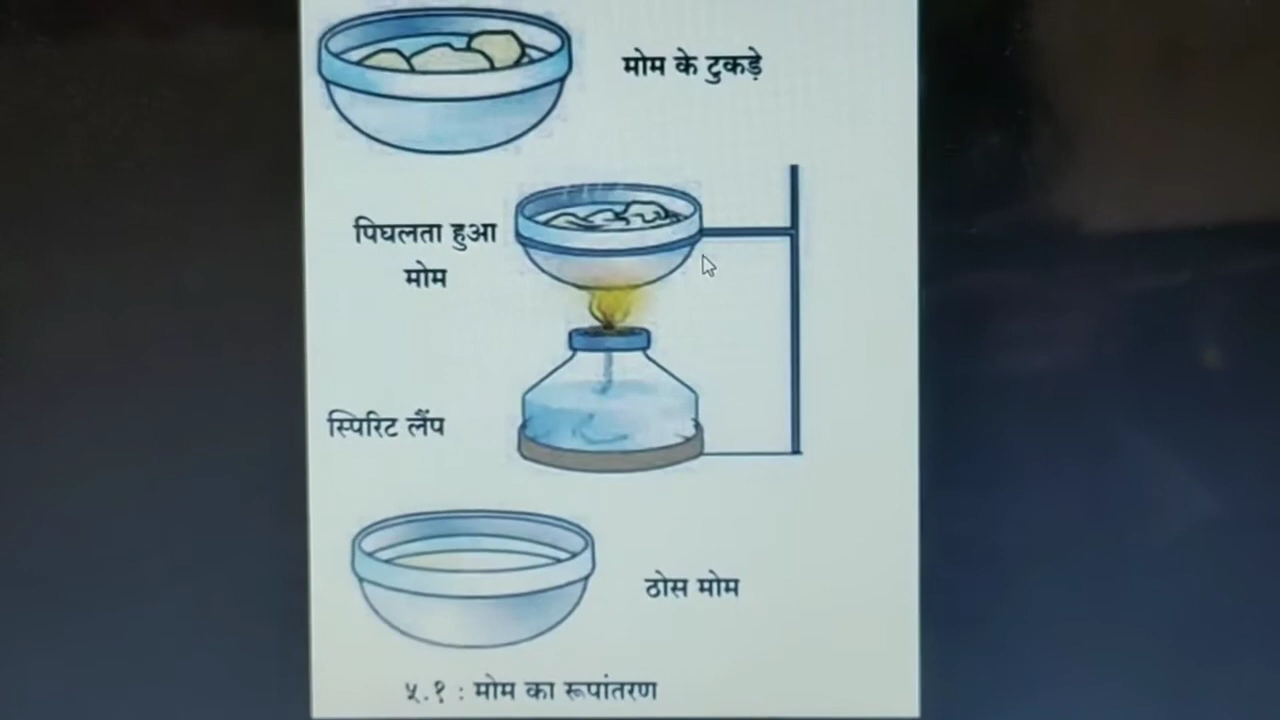 मोम के टुकड़े
पिघलता हुआ
मोम
स्पिरिट लैंप
ठोस मोम
५.१ : मोम का रूपांतरण